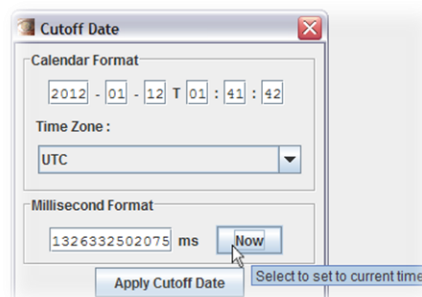 Cutoff Date
Calendar Format
2012 - 01 - 12 T 01 : 41 : 42
Time Zone :
UTC
Millisecond Format
1326332502075 ms Now
Apply Cutoff Date
Select to set to current time